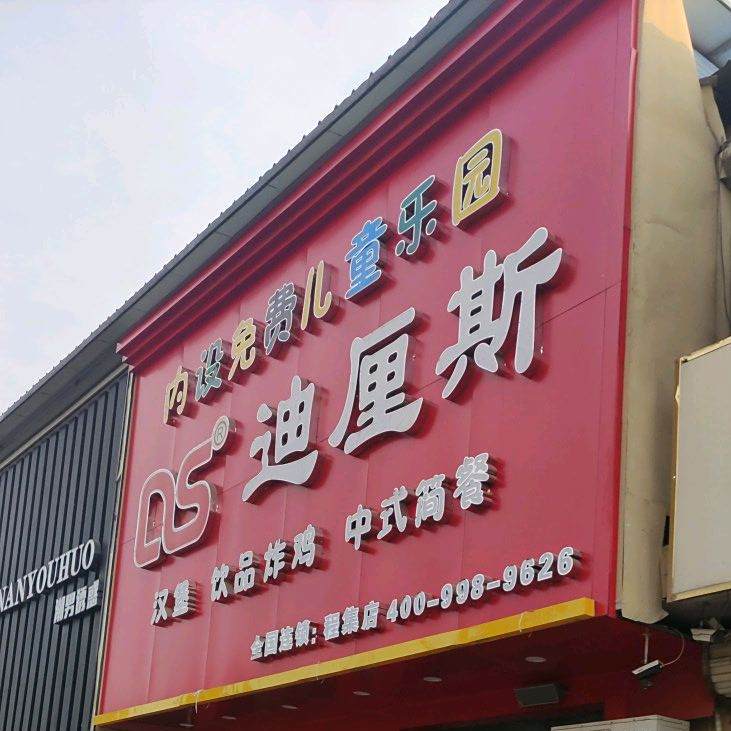 内设免费儿童乐园
DS® 迪厘斯
汉堡 饮品炸鸡 中式简餐
全国连锁：程集店 400-998-9626
NANYOUHUO